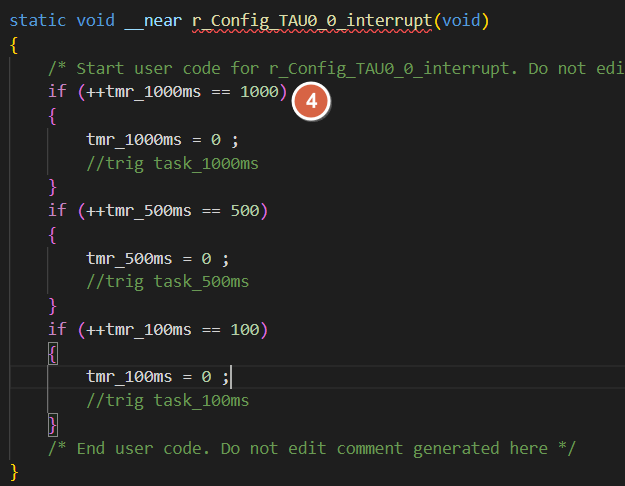 static void __near r_Config_TAU0_0_interrupt(void)
{
    /* Start user code for r_Config_TAU0_0_interrupt. Do not edi
    if (++tmr_1000ms == 1000) 4
    {
        tmr_1000ms = 0 ;
        //trig task_1000ms
    }
    if (++tmr_500ms == 500)
    {
        tmr_500ms = 0 ;
        //trig task_500ms
    }
    if (++tmr_100ms == 100)
    {
        tmr_100ms = 0 ;
        //trig task_100ms
    }
    /* End user code. Do not edit comment generated here */
}